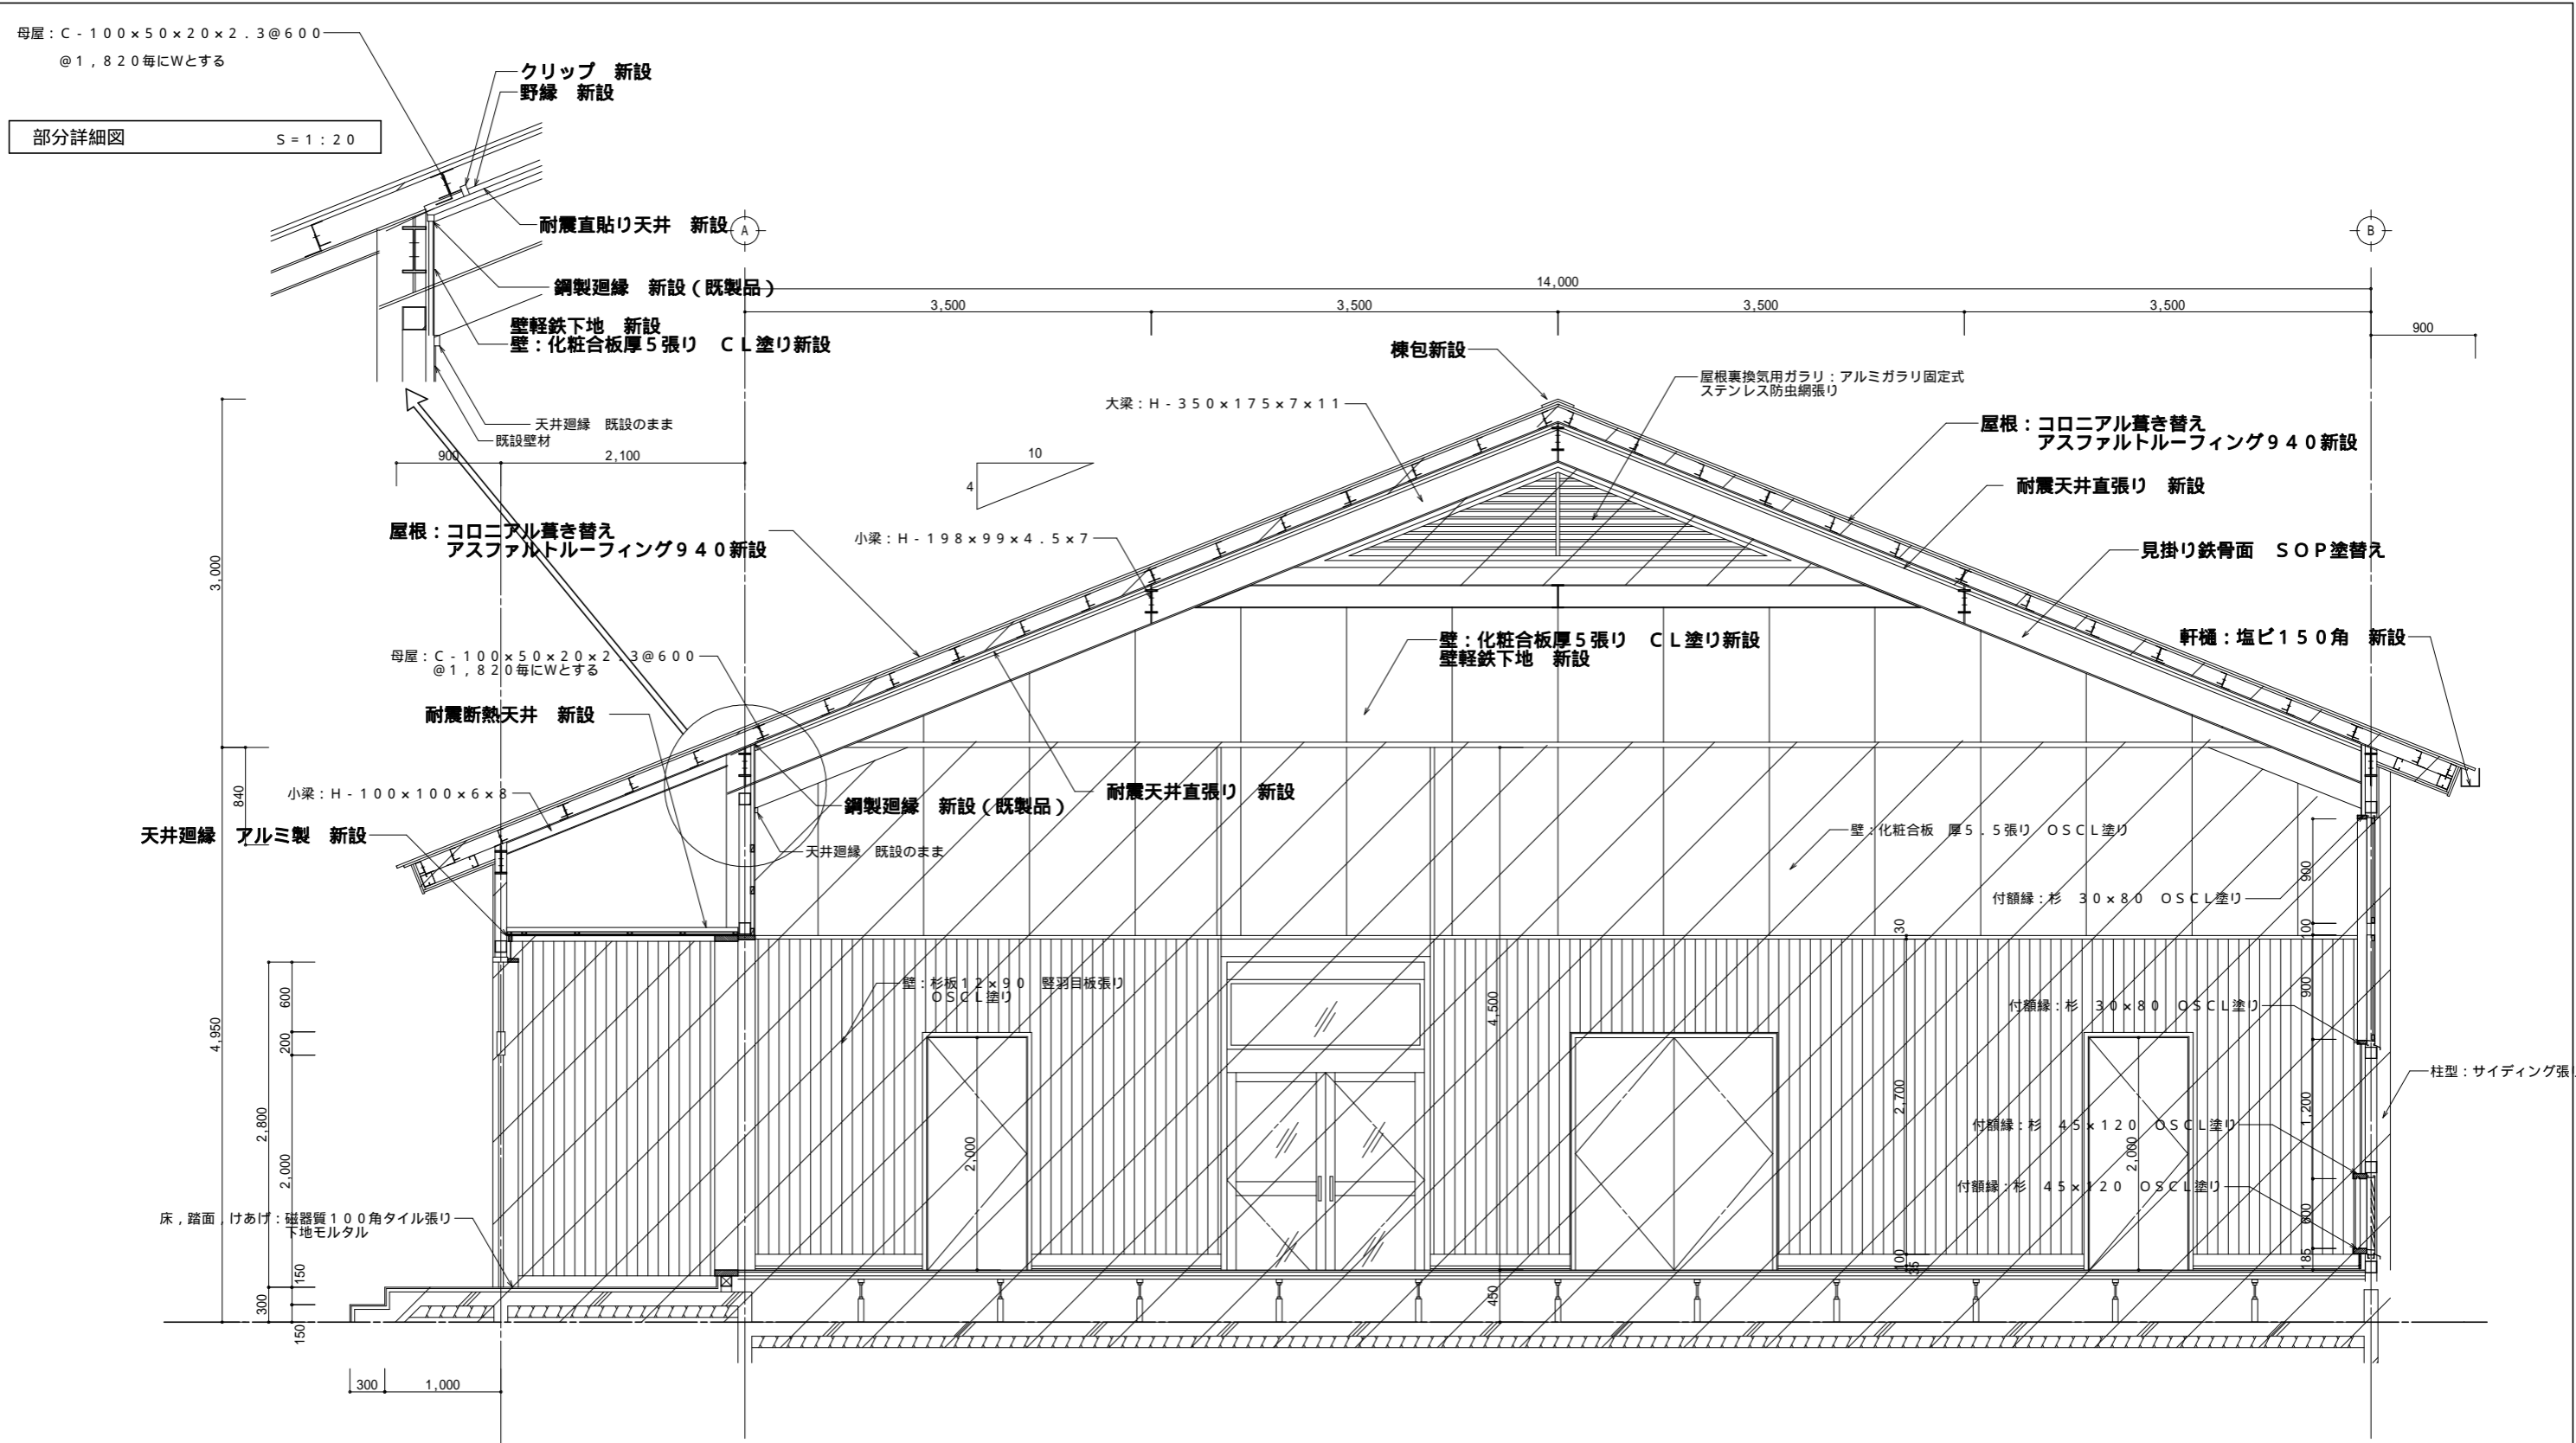 母屋：Ｃ-１００×５０×２０×２．３@６００
@１，８２０毎にWとする
クリップ　新設
野縁　新設
部分詳細図　Ｓ＝１：２０
耐震直貼り天井　新設
鋼製廻縁　新設（既製品）
壁軽鉄下地　新設
壁：化粧合板厚５張り　ＣＬ塗り新設
天井廻縁　既設のまま
既設壁材
A
B
14,000
3,500
3,500
3,500
3,500
900
棟包新設
屋根裏換気用ガラリ：アルミガラリ固定式
ステンレス防虫網張り
大梁：Ｈ-３５０×１７５×７×１１
屋根：コロニアル葺き替え
アスファルトルーフィング９４０新設
900
2,100
10
4
耐震天井直張り　新設
屋根：コロニアル葺き替え
アスファルトルーフィング９４０新設
小梁：Ｈ-１９８×９９×４．５×７
見掛り鉄骨面　ＳＯＰ塗替え
3,000
壁：化粧合板厚５張り　ＣＬ塗り新設
壁軽鉄下地　新設
軒樋：塩ビ１５０角　新設
母屋：Ｃ-１００×５０×２０×２．３@６００
@１，８２０毎にWとする
耐震断熱天井　新設
840
小梁：Ｈ-１００×１００×６×８
鋼製廻縁　新設（既製品）
耐震天井直張り　新設
天井廻縁　アルミ製　新設
天井廻縁　既設のまま
壁：化粧合板　厚５．５張り　ＯＳＣＬ塗り
900
付額縁：杉　３０×８０　ＯＳＣＬ塗り
100
30
壁：杉板１２×９０　竪羽目板張り
ＯＳＣＬ塗り
600
200
4,950
4,500
900
付額縁：杉　３０×８０　ＯＳＣＬ塗り
柱型：サイディング張
2,800
2,000
2,000
2,700
1,200
付額縁：杉　４５×１２０　ＯＳＣＬ塗り
2,000
付額縁：杉　４５×１２０　ＯＳＣＬ塗り
600
床，踏面，けあげ：磁器質１００角タイル張り
下地モルタル
185
100
35
150
300
150
450
300
1,000